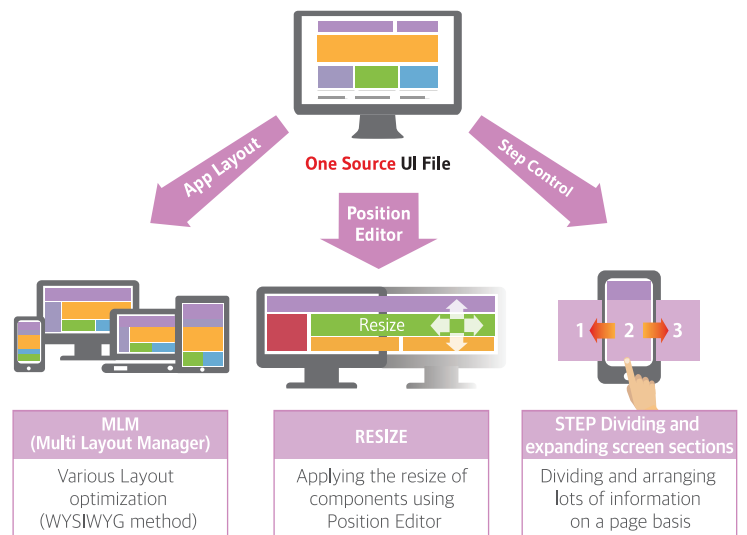 One Source UI File
App Layout
Position
Editor
Step Control
Resize
1 2 3
MLM
(Multi Layout Manager)
Various Layout
optimization
(WYSIWYG method)
RESIZE
Applying the resize of
components using
Position Editor
STEP Dividing and
expanding screen sections
Dividing and arranging
lots of information
on a page basis